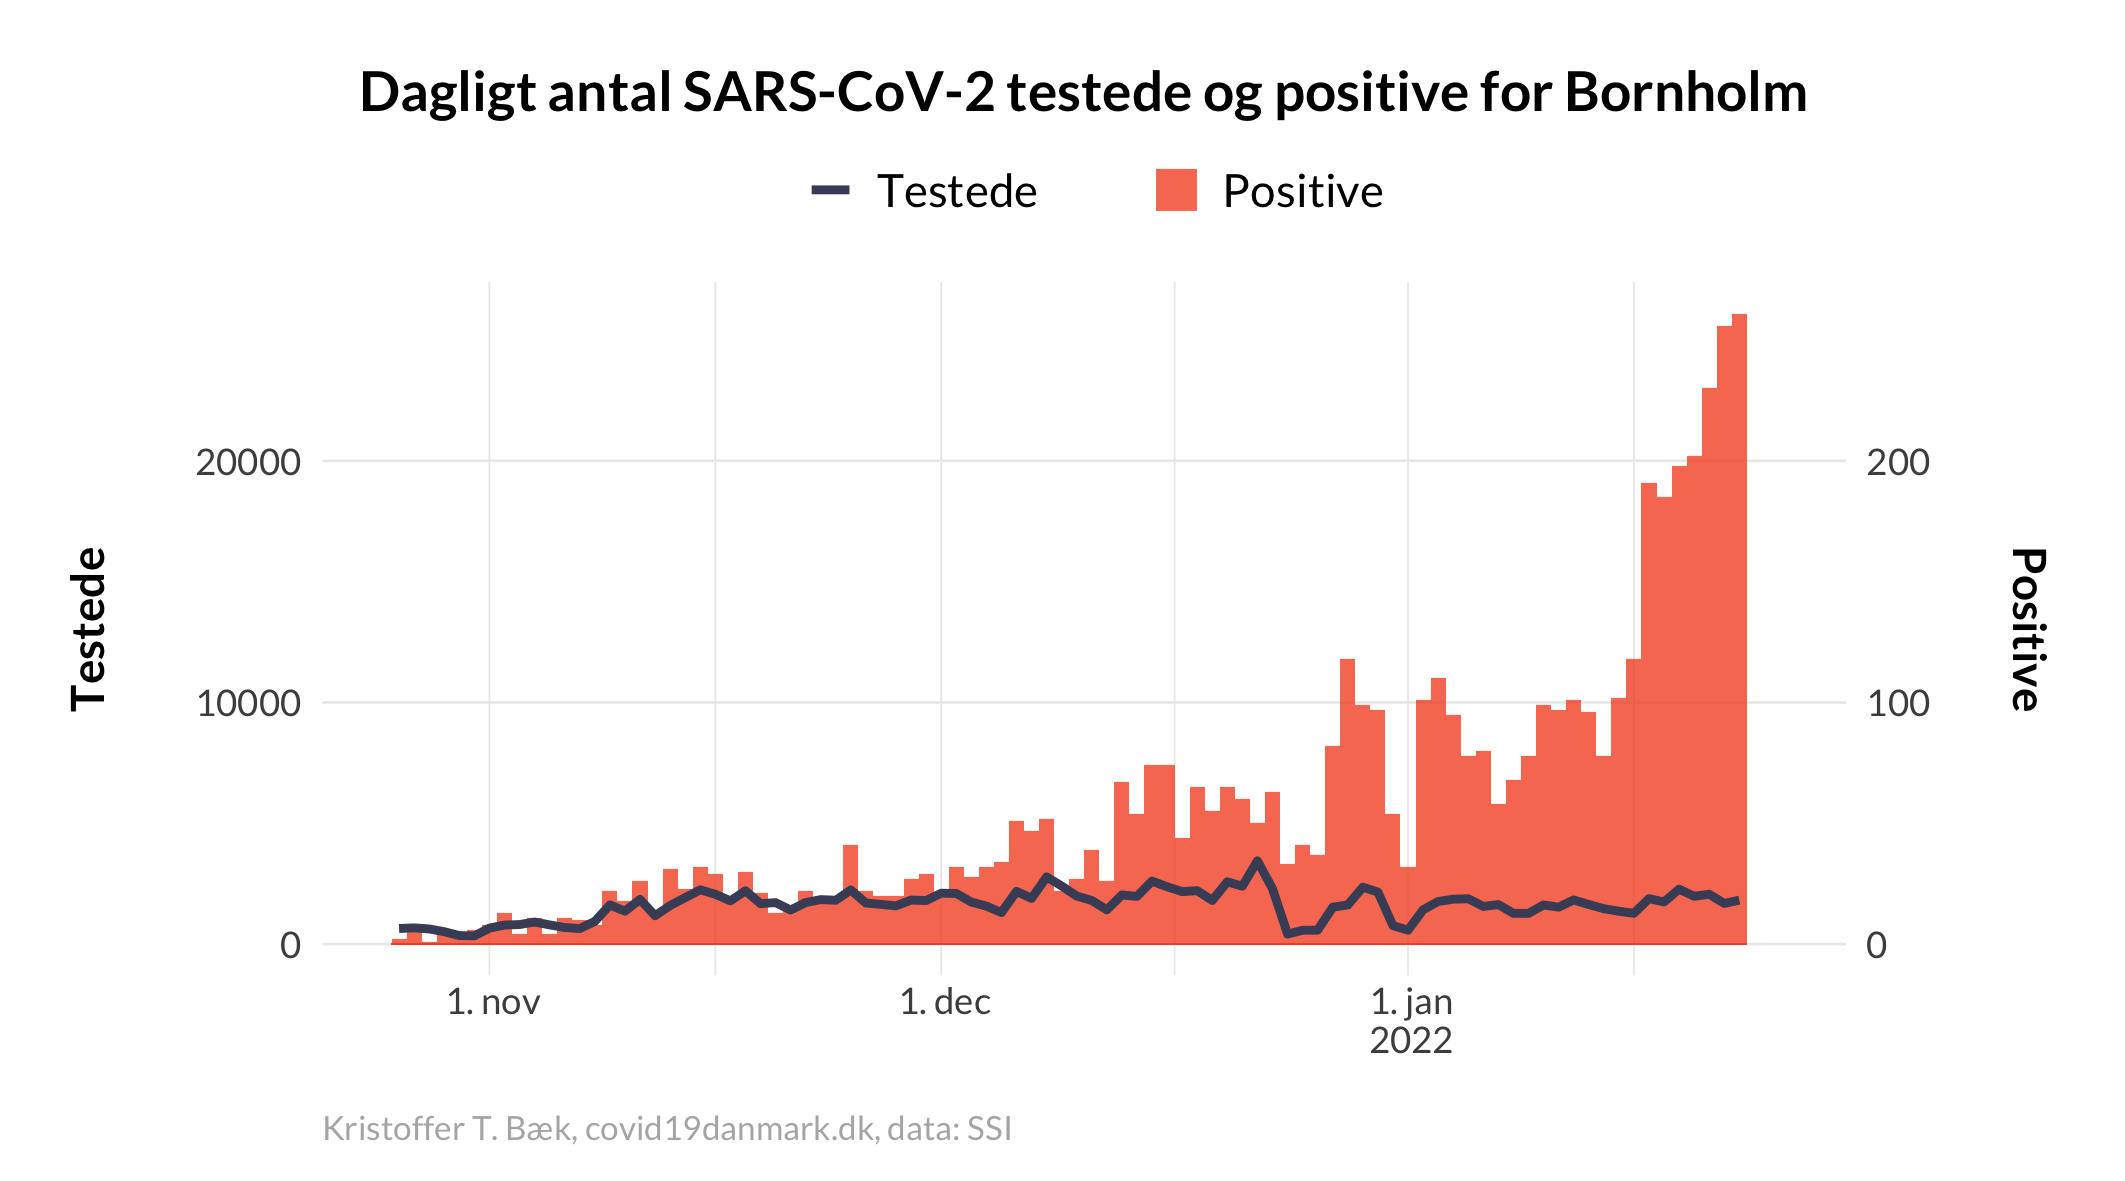 Dagligt antal SARS-CoV-2 testede og positive for Bornholm
Testede
Positive
20000
10000
0
Testede
200
100
0
Positive
1. nov
1. dec
1. jan
2022
Kristoffer T. Bæk, covid19danmark.dk, data: SSI